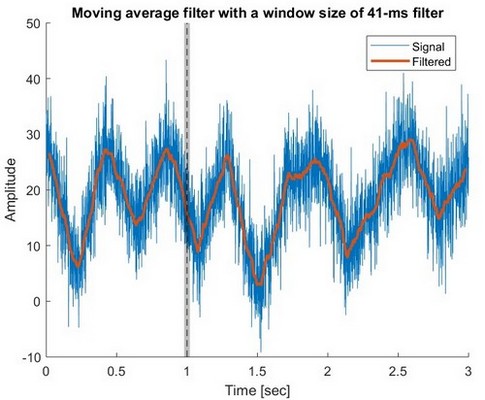 Moving average filter with a window size of 41-ms filter
Signal
Filtered
Amplitude
50
40
30
20
10
0
-10
0 0.5 1 1.5 2 2.5 3
Time [sec]